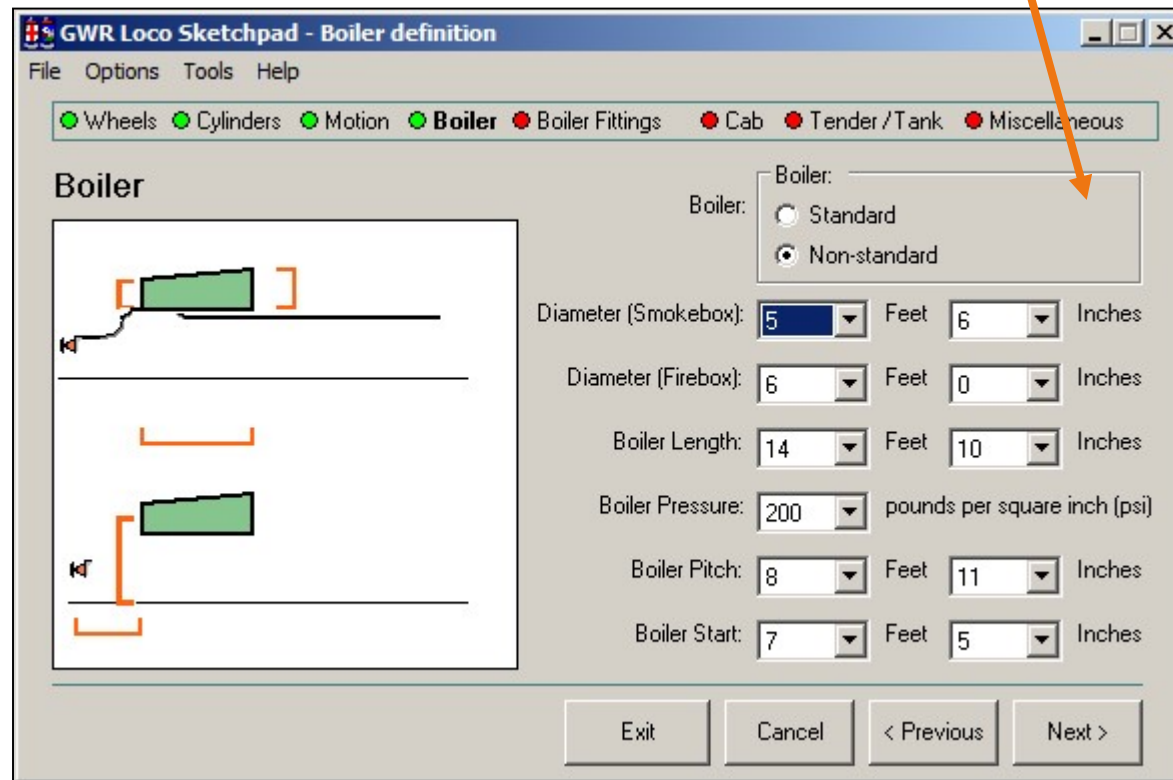 GWR Loco Sketchpad - Boiler definition
File Options Tools Help
Wheels Cylinders Motion Boiler Boiler Fittings Cab Tender / Tank Miscellaneous
Boiler
Boiler:
Boiler:
Standard
Non-standard
Diameter (Smokebox): 5 Feet 6 Inches
Diameter (Firebox): 6 Feet 0 Inches
Boiler Length: 14 Feet 10 Inches
Boiler Pressure: 200 pounds per square inch (psi)
Boiler Pitch: 8 Feet 11 Inches
Boiler Start: 7 Feet 5 Inches
Exit Cancel < Previous Next >